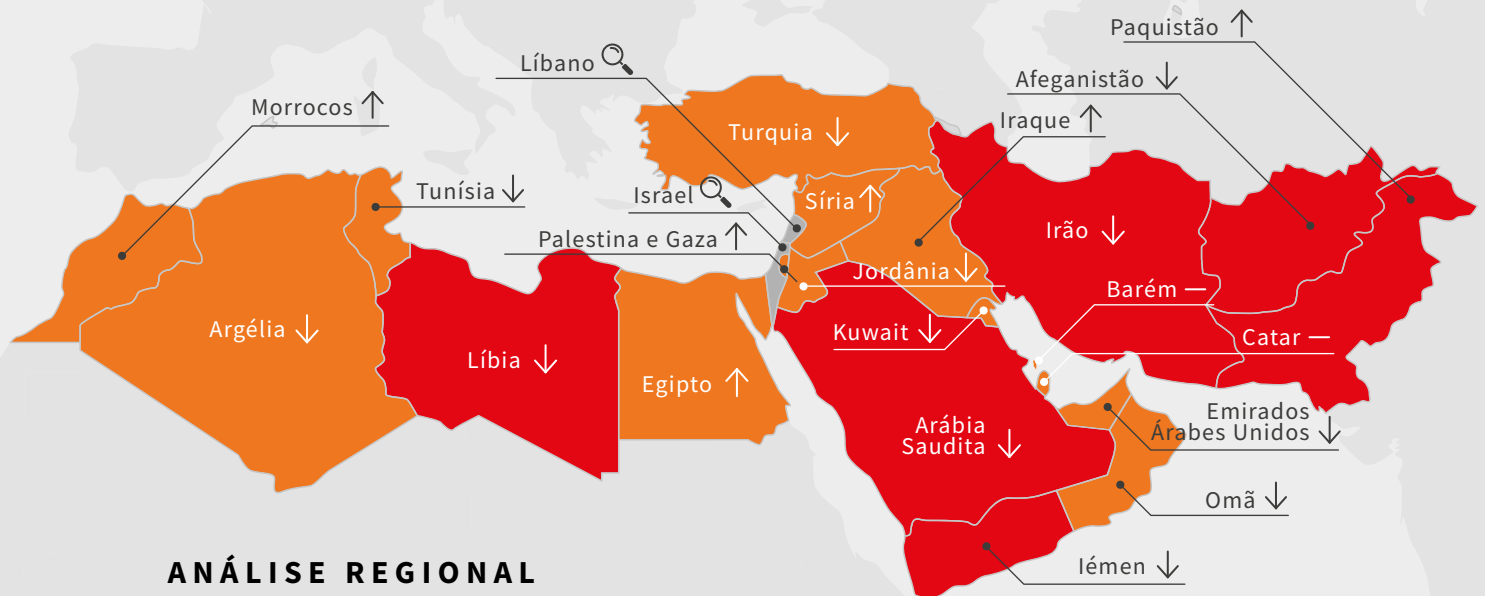 Paquistão ↑
Líbano
Afeganistão ↓
Morrocos ↑
Iraque ↑
Turquia ↓
Tunísia ↓
Israel
Síria ↑
Palestina e Gaza ↑
Irão ↓
Jordânia ↓
Barém —
Argélia ↓
Kuwait ↓
Catar —
Líbia ↓
Egipto ↑
Emirados
Árabes Unidos ↓
Arábia
Saudita ↓
Omã ↓
Iémen ↓
ANÁLISE REGIONAL